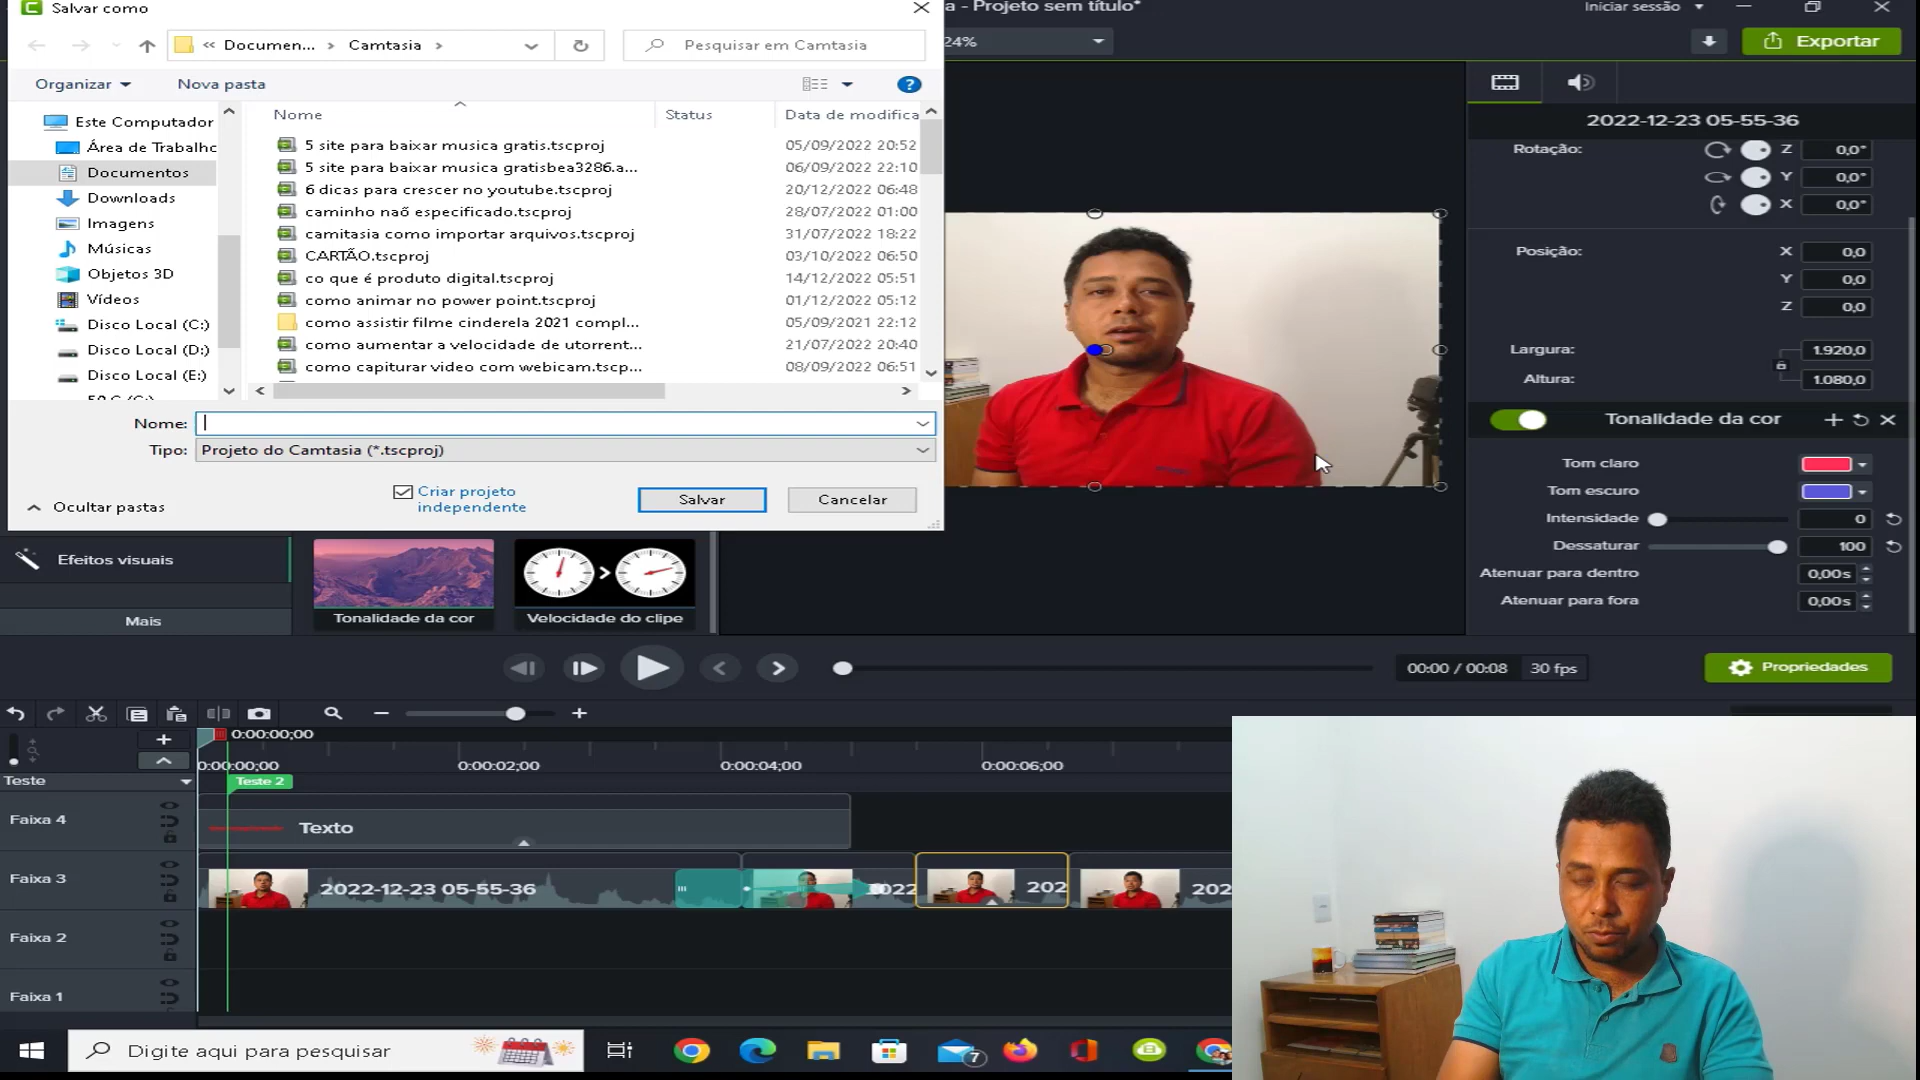 Salvar como
a - Projeto sem título*
Iniciar sessão
« Documen... > Camtasia >
Pesquisar em Camtasia
24%
Exportar
Organizar
Nova pasta
Nome
Status
Data de modifica
Este Computador
Área de Trabalhc
Documentos
Downloads
Imagens
Músicas
Objetos 3D
Vídeos
Disco Local (C:)
Disco Local (D:)
Disco Local (E:)
5 site para baixar musica gratis.tscproj 05/09/2022 20:52
5 site para baixar musica gratisbea3286.a... 06/09/2022 22:10
6 dicas para crescer no youtube.tscproj 20/12/2022 06:48
caminho naõ especificado.tscproj 28/07/2022 01:00
camitasia como importar arquivos.tscproj 31/07/2022 18:22
CARTÃO.tscproj 03/10/2022 06:50
co que é produto digital.tscproj 14/12/2022 05:51
como animar no power point.tscproj 01/12/2022 05:12
como assistir filme cinderela 2021 compl... 05/09/2021 22:12
como aumentar a velocidade de utorrent... 21/07/2022 20:40
como capiturar video com webicam.tscp... 08/09/2022 06:51
Nome:
Tipo: Projeto do Camtasia (*.tscproj)
Criar projeto
independente
Salvar
Cancelar
Ocultar pastas
2022-12-23 05-55-36
Rotação: Z 0,0°
Y 0,0°
X 0,0°
Posição: X 0,0
Y 0,0
Z 0,0
Largura: 1.920,0
Altura: 1.080,0
Tonalidade da cor
Tom claro
Tom escuro
Intensidade 0
Dessaturar 100
Atenuar para dentro 0,00s
Atenuar para fora 0,00s
Efeitos visuais
Mais
Tonalidade da cor
Velocidade do clipe
00:00 / 00:08 30 fps
Propriedades
0:00:00;00
0:00:00;00 0:00:02;00 0:00:04;00 0:00:06;00
Teste
Teste 2
Faixa 4
Texto
Faixa 3
2022-12-23 05-55-36
2022
202
202
Faixa 2
Faixa 1
Digite aqui para pesquisar
7